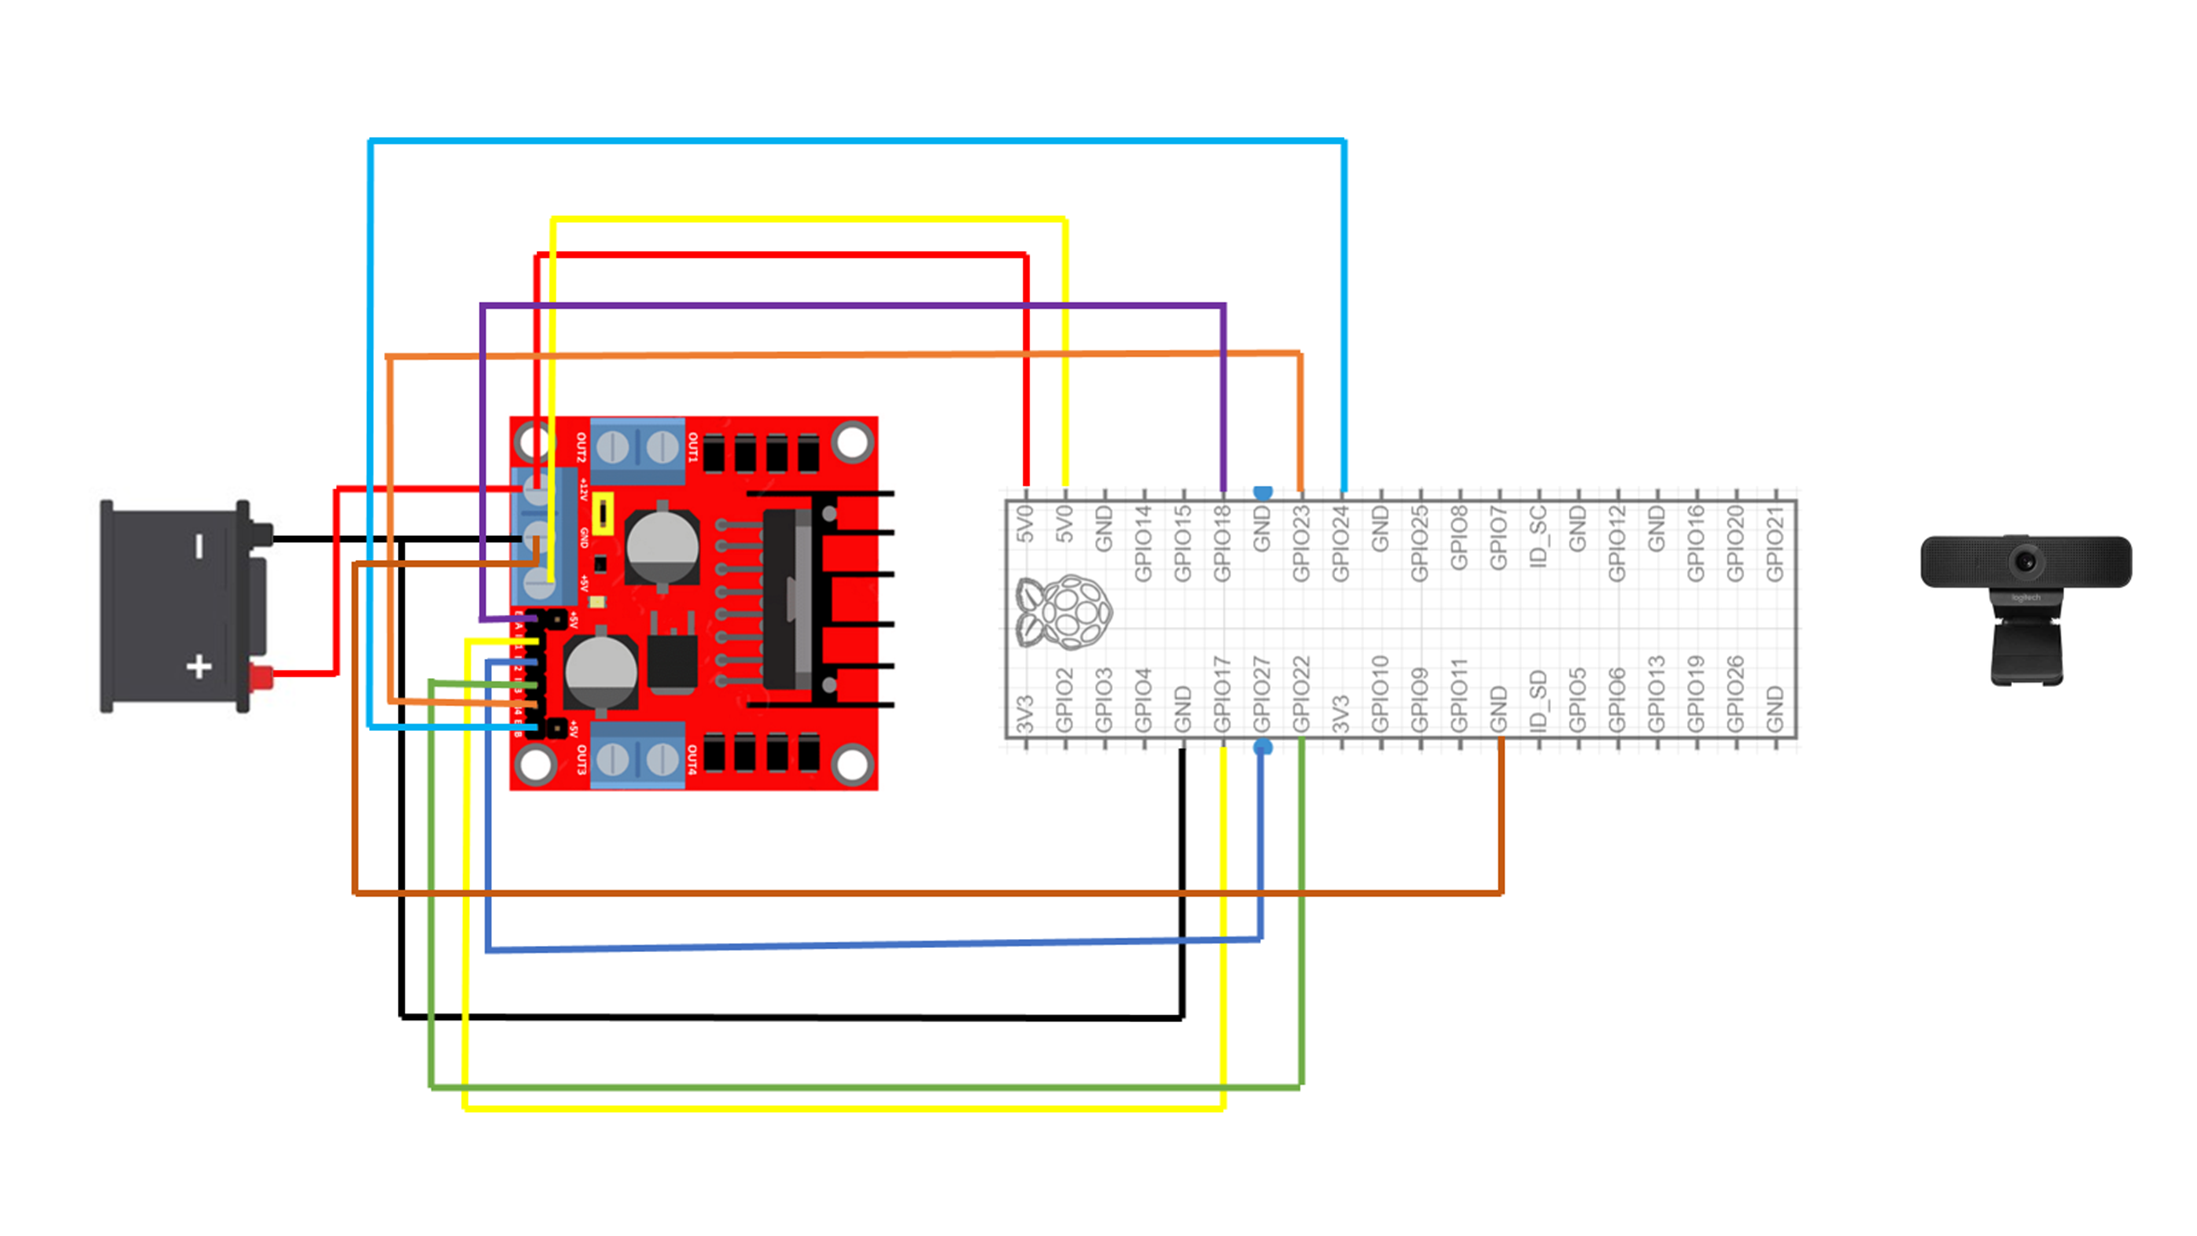 OUT2
OUT1
+12V
GND
+5V
+5V
+5V
OUT3
OUT4
−
+
5V0
5V0
GND
GPIO14
GPIO15
GPIO18
GND
GPIO23
GPIO24
GND
GPIO25
GPIO8
GPIO7
ID_SC
GND
GPIO12
GND
GPIO16
GPIO20
GPIO21
3V3
GPIO2
GPIO3
GPIO4
GND
GPIO17
GPIO27
GPIO22
3V3
GPIO10
GPIO9
GPIO11
GND
ID_SD
GPIO5
GPIO6
GPIO13
GPIO19
GPIO26
GND
logitech